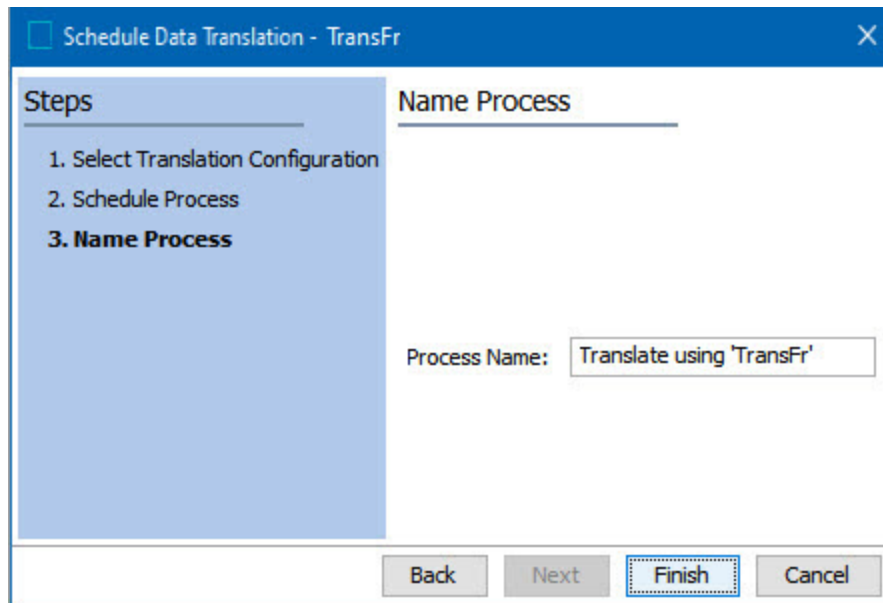 Schedule Data Translation - TransFr
Steps
1. Select Translation Configuration
2. Schedule Process
3. Name Process
Name Process
Process Name: Translate using 'TransFr'
Back Next Finish Cancel